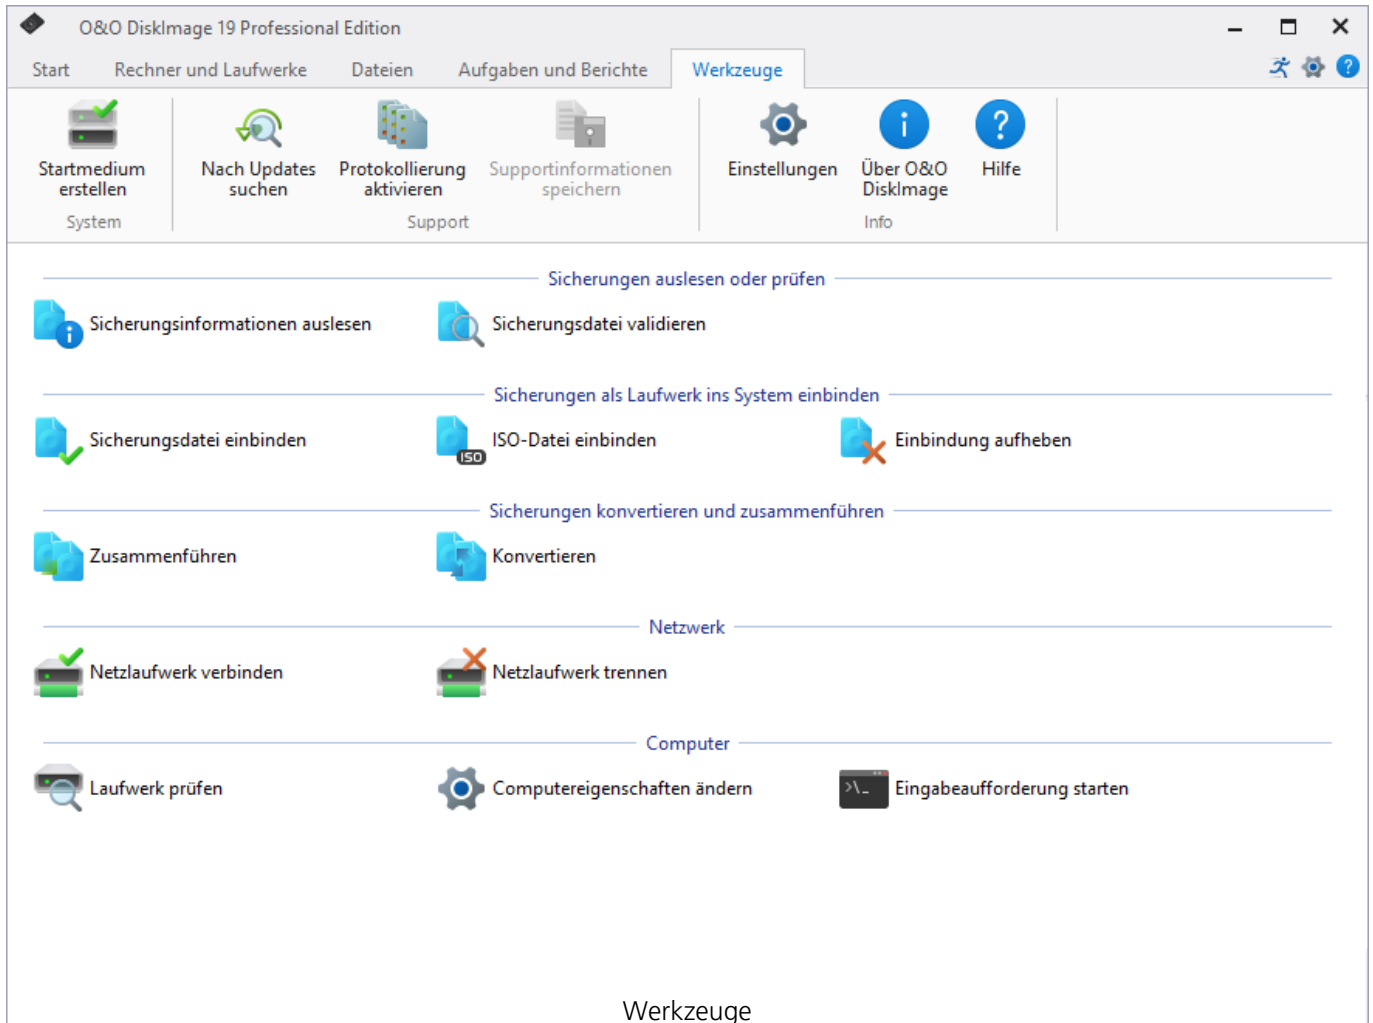 O&O DiskImage 19 Professional Edition
Start Rechner und Laufwerke Dateien Aufgaben und Berichte Werkzeuge
Startmedium erstellen
Nach Updates suchen
Protokollierung aktivieren
Supportinformationen speichern
Einstellungen
Über O&O DiskImage
Hilfe
System
Support
Info
Sicherungen auslesen oder prüfen
Sicherungsinformationen auslesen
Sicherungsdatei validieren
Sicherungen als Laufwerk ins System einbinden
Sicherungsdatei einbinden
ISO-Datei einbinden
ISO
Einbindung aufheben
Sicherungen konvertieren und zusammenführen
Zusammenführen
Konvertieren
Netzwerk
Netzlaufwerk verbinden
Netzlaufwerk trennen
Computer
Laufwerk prüfen
Computereigenschaften ändern
Eingabeaufforderung starten
Werkzeuge